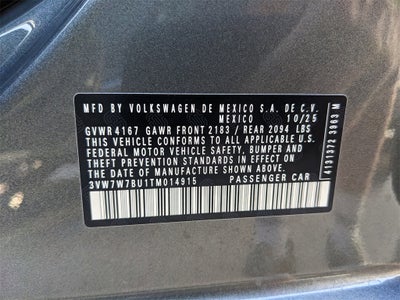 MFD BY VOLKSWAGEN DE MEXICO S.A. DE C.V.
MEXICO 10/25
GVWR 4167 GAWR FRONT 2183 / REAR 2094 LBS
THIS VEHICLE CONFORMS TO ALL APPLICABLE U.S.
FEDERAL MOTOR VEHICLE SAFETY, BUMPER AND
THEFT PREVENTION STANDARDS IN EFFECT ON THE
DATE OF MANUFACTURE SHOWN ABOVE
3VW7W7BU1TM014915 PASSENGER CAR
4131372 3963 M